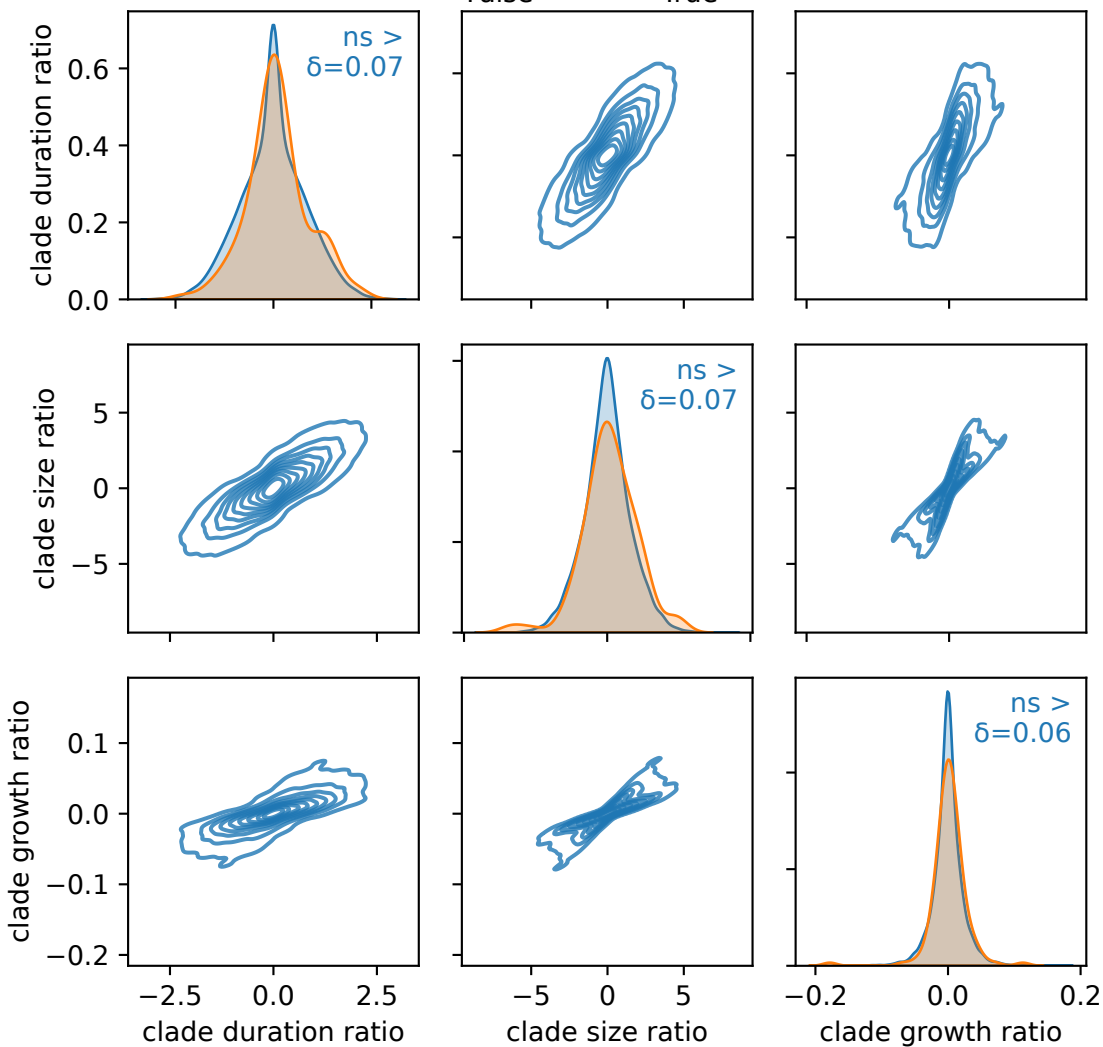 True
clade duration ratio
0.6
0.4
0.2
0.0
ns >
δ=0.07
clade size ratio
5
0
−5
ns >
δ=0.07
clade growth ratio
0.1
0.0
−0.1
−0.2
ns >
δ=0.06
−2.5 0.0 2.5
−5 0 5
−0.2 0.0 0.2
clade duration ratio
clade size ratio
clade growth ratio